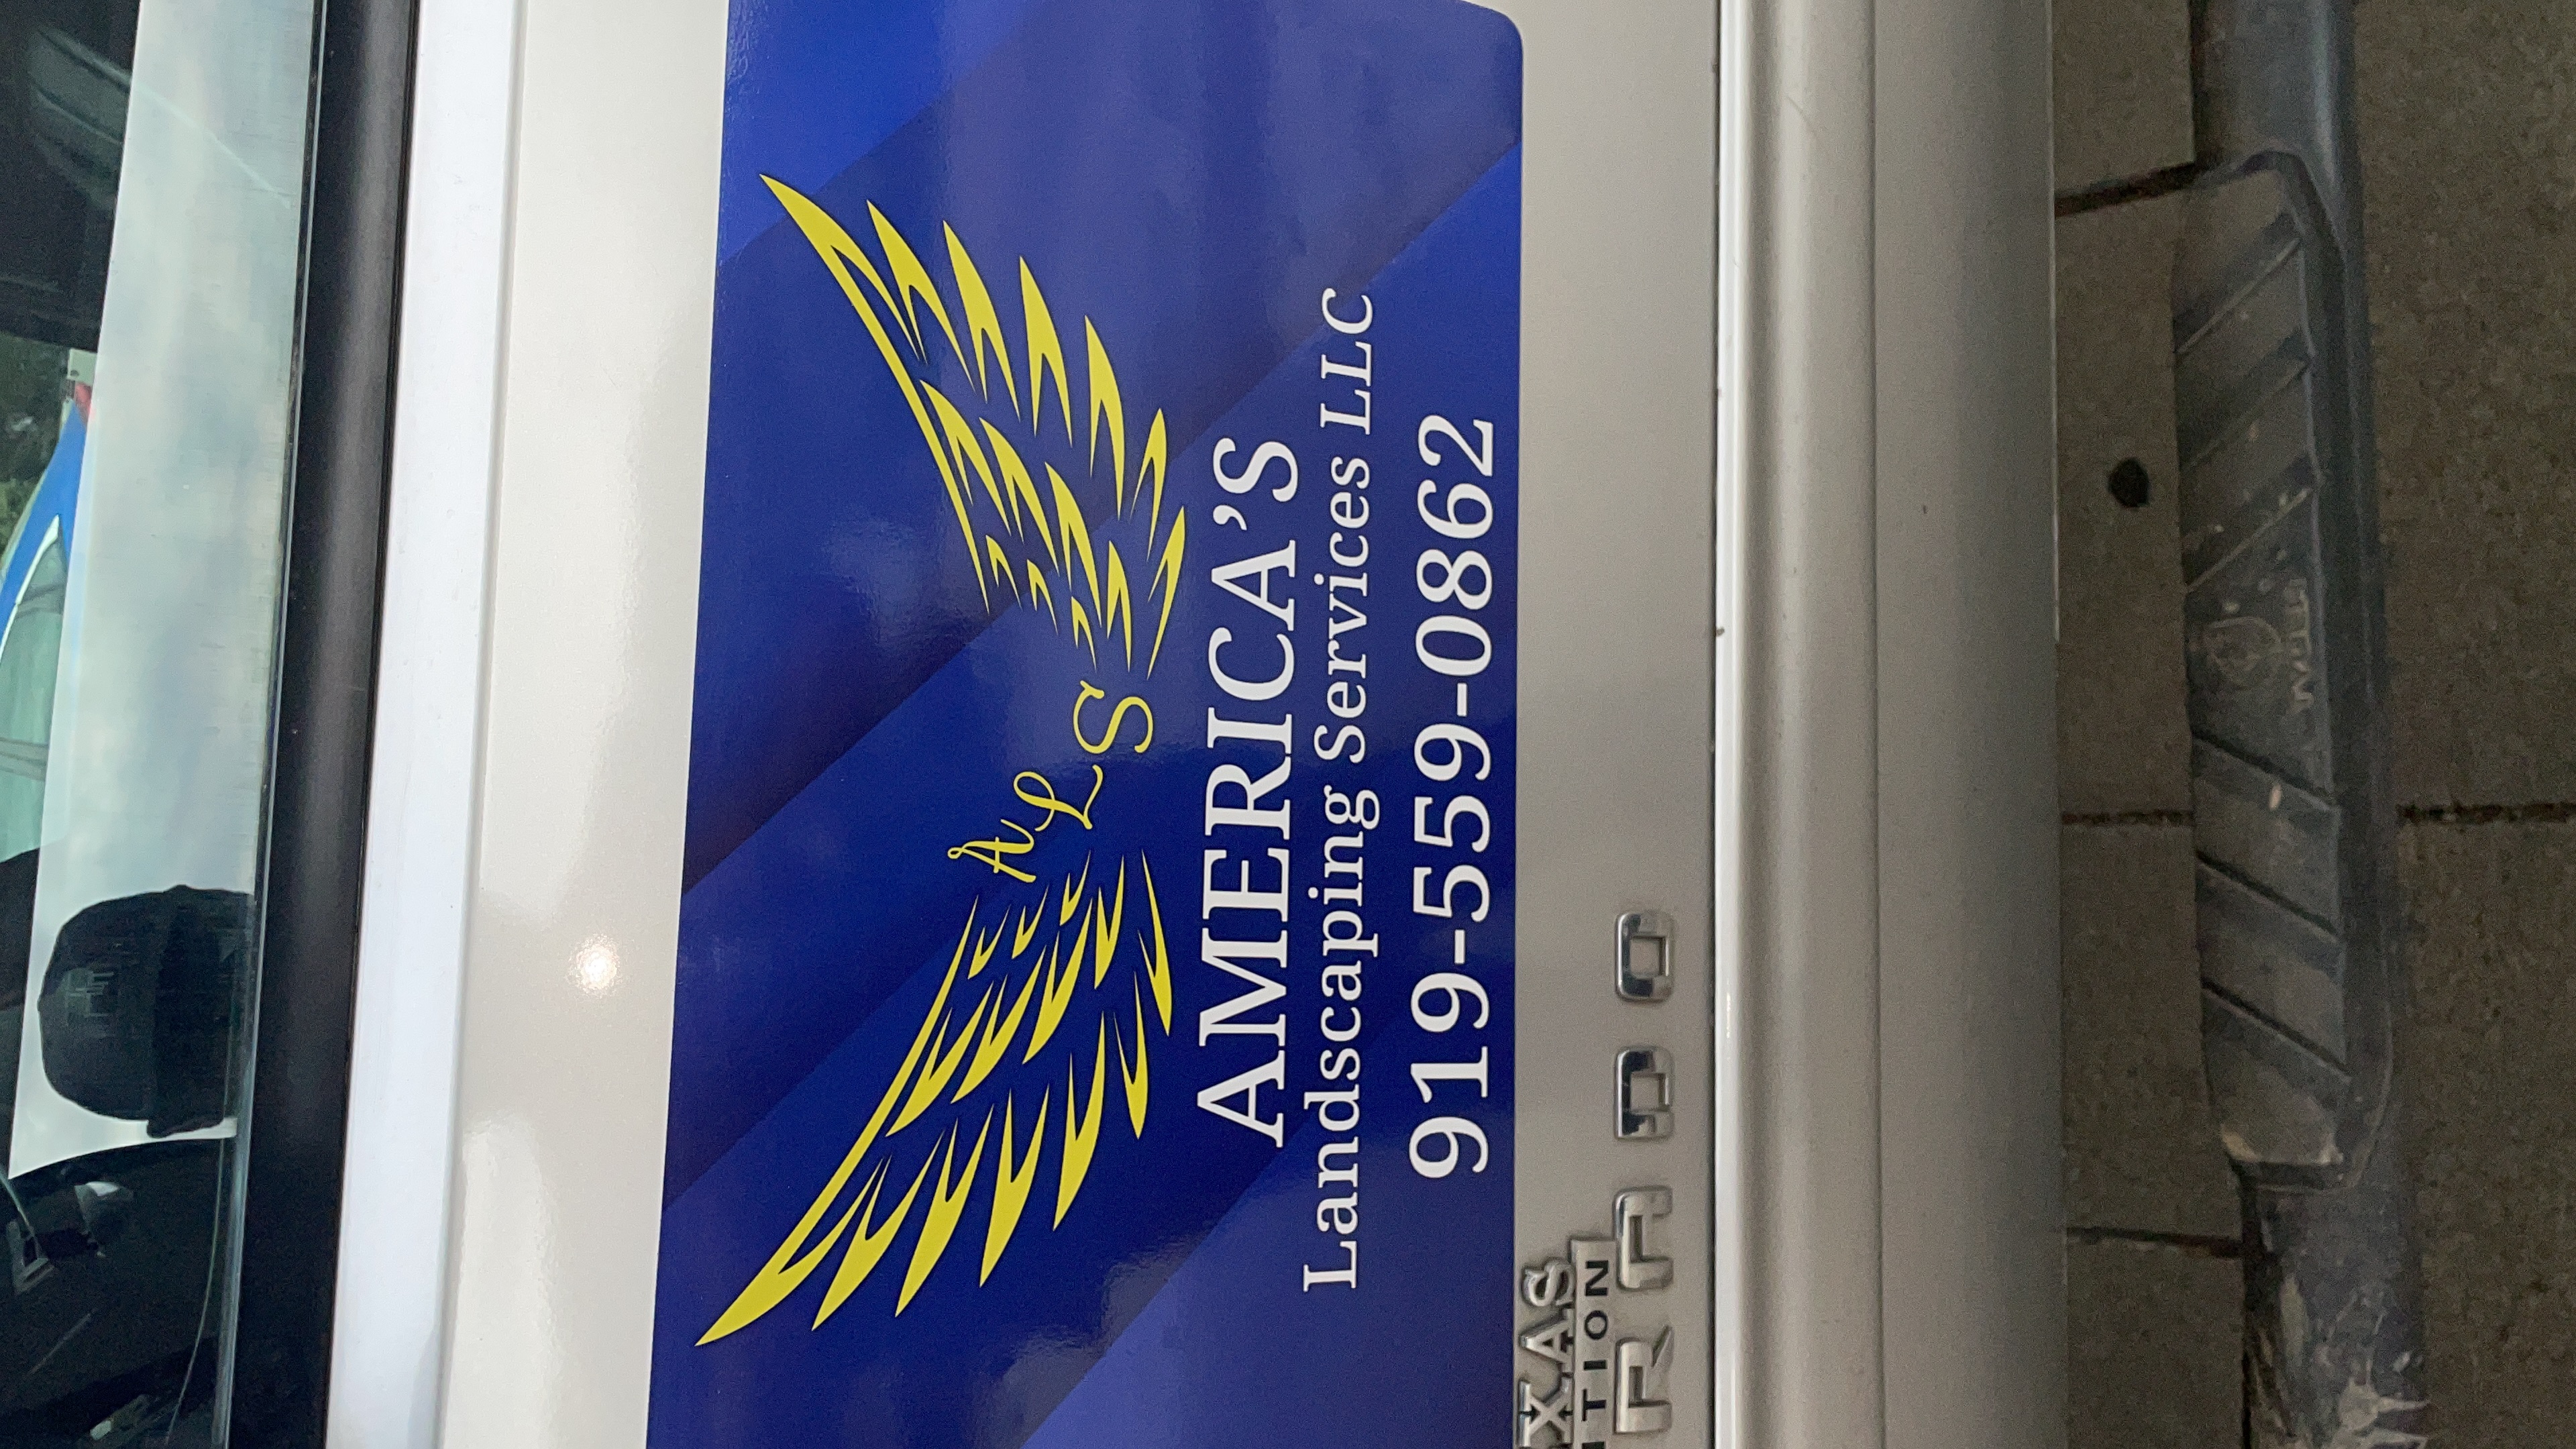 ALS
AMERICA'S
Landscaping Services LLC
919-559-0862